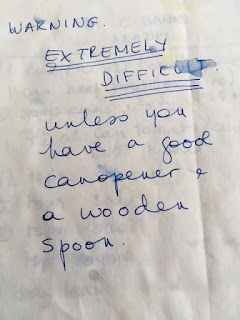 WARNING.
EXTREMELY
DIFFICULT.
unless you
have a good
canopener &
a wooden
spoon.